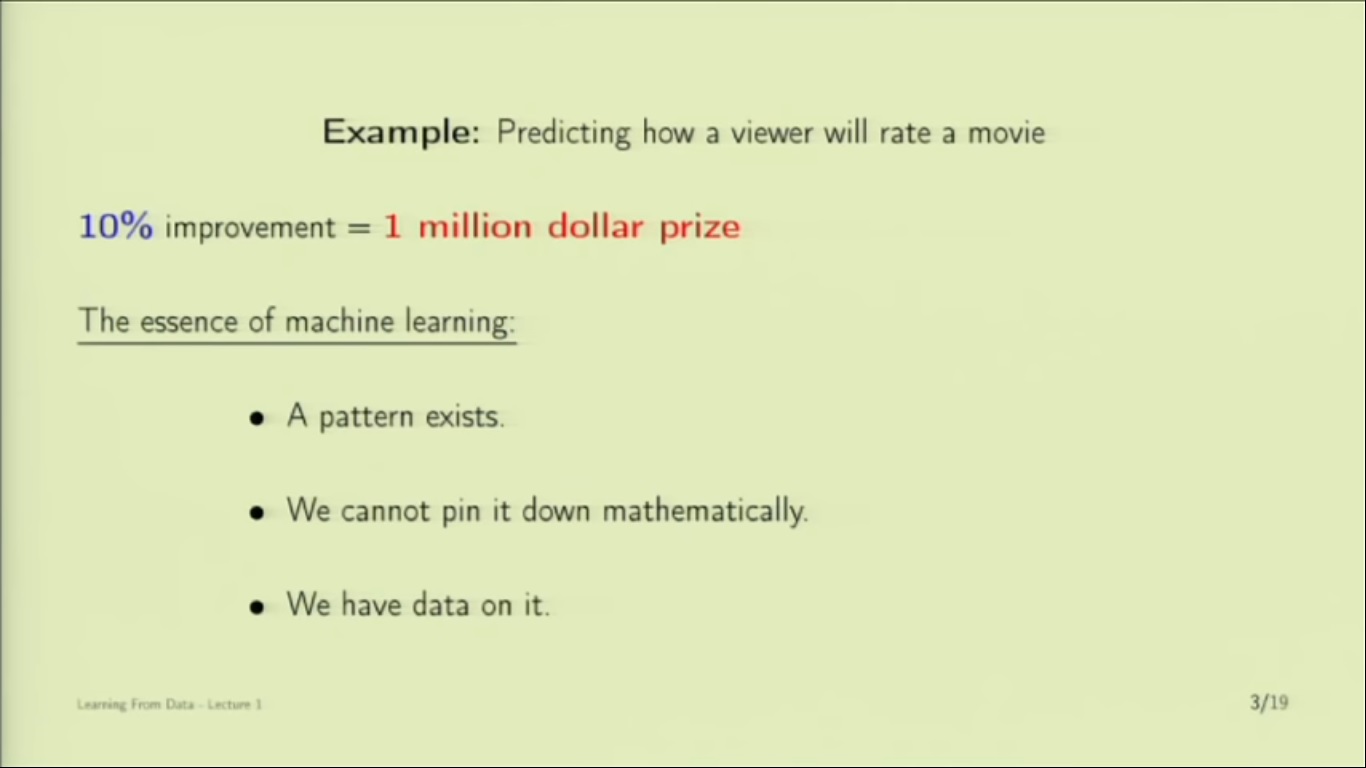 Example: Predicting how a viewer will rate a movie
10% improvement = 1 million dollar prize
The essence of machine learning:
• A pattern exists.
• We cannot pin it down mathematically.
• We have data on it.
Learning From Data - Lecture 1
3/19